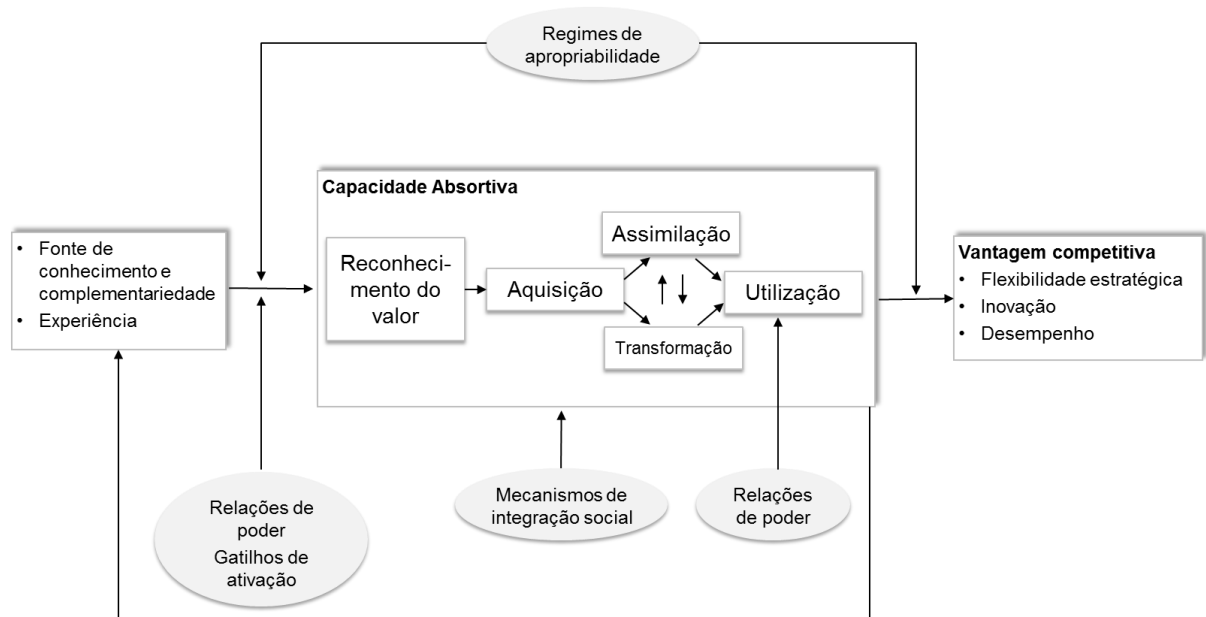 Regimes de
apropriabilidade
Capacidade Absortiva
• Fonte de
conhecimento e
complementariedade
• Experiência
Reconheci-
mento do
valor
Aquisição
Assimilação
Transformação
Utilização
Vantagem competitiva
• Flexibilidade estratégica
• Inovação
• Desempenho
Relações de
poder
Gatilhos de
ativação
Mecanismos de
integração social
Relações
de poder